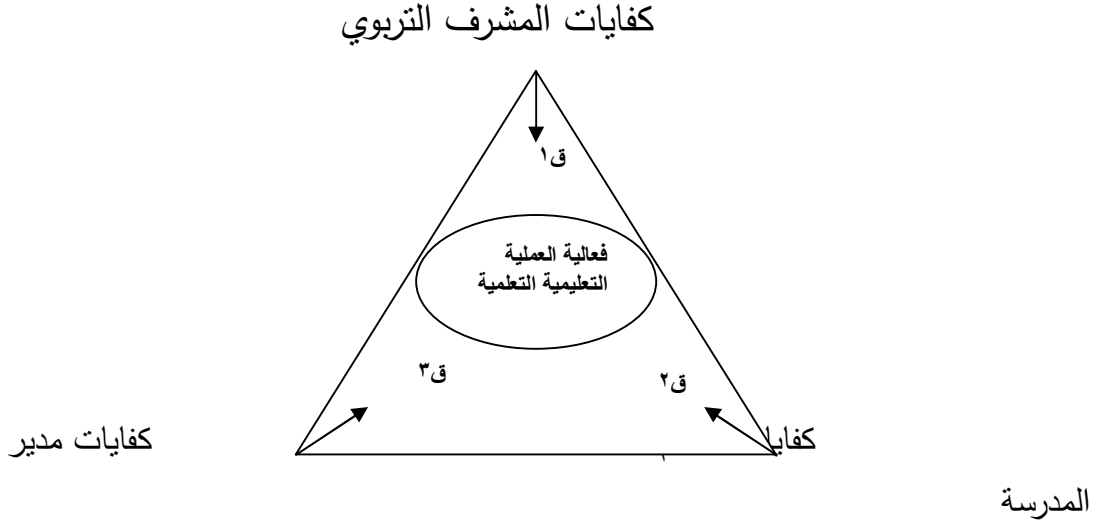 كفايات المشرف التربوي
ق١
فعالية العملية
التعليمية التعلمية
ق٣
ق٢
كفايا
كفايات مدير
المدرسة